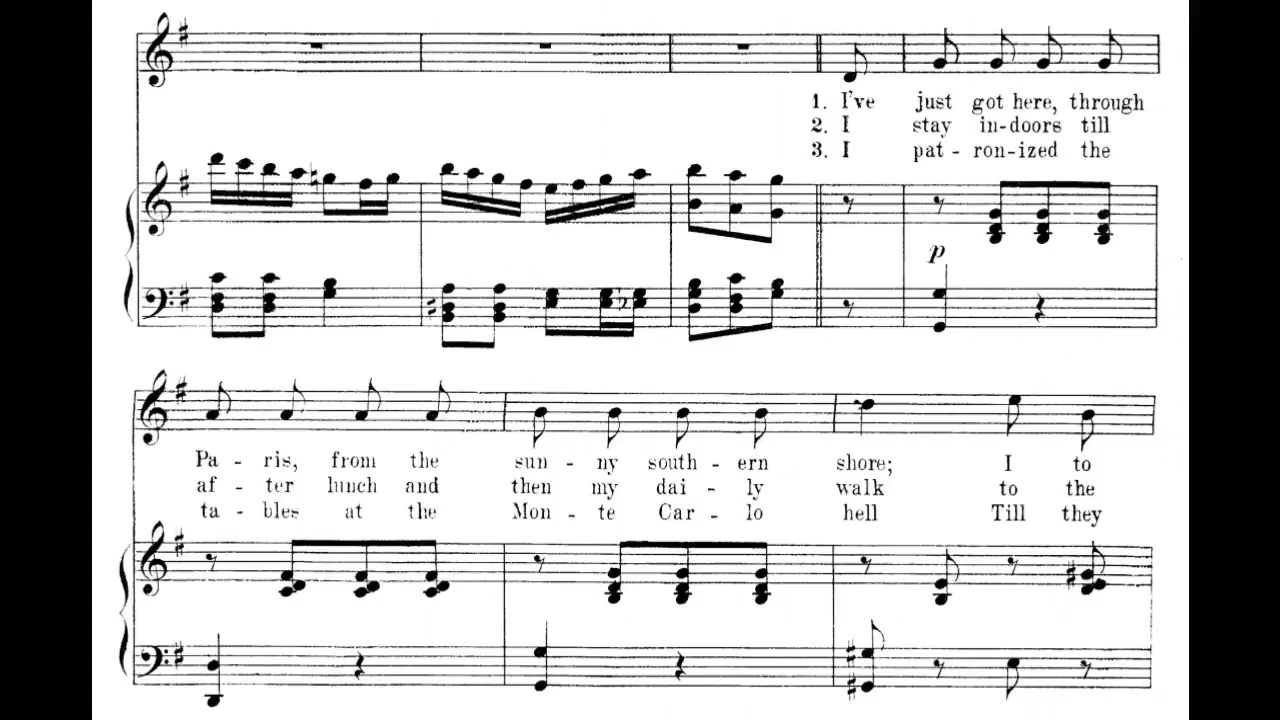 1. I've just got here, through
2. I stay in-doors till
3. I pat - ron-ized the
p
Pa - ris, from the sun - ny south - ern shore; I to
af - ter lunch and then my dai - ly walk to the
ta - bles at the Mon - te Car - lo hell Till they